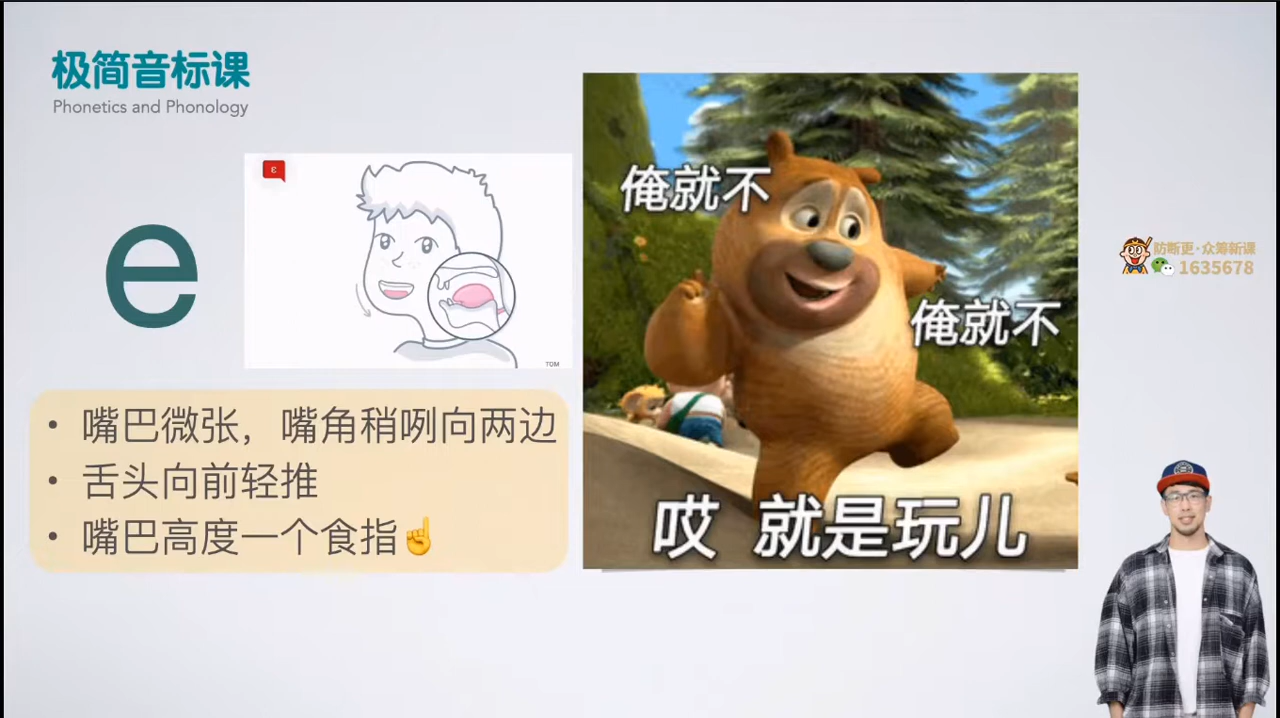 极简音标课
Phonetics and Phonology
ε
e
TOM
• 嘴巴微张，嘴角稍咧向两边
• 舌头向前轻推
• 嘴巴高度一个食指☝
俺就不
俺就不
哎 就是玩儿
防断更·众筹新课
1635678